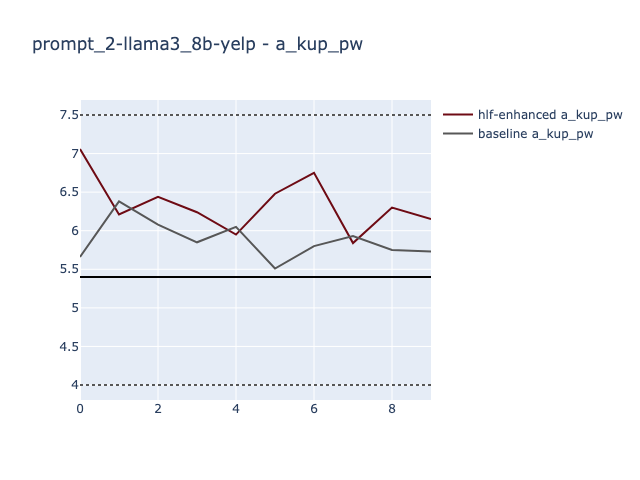 prompt_2-llama3_8b-yelp - a_kup_pw
hlf-enhanced a_kup_pw
baseline a_kup_pw
7.5
7
6.5
6
5.5
5
4.5
4
0 2 4 6 8